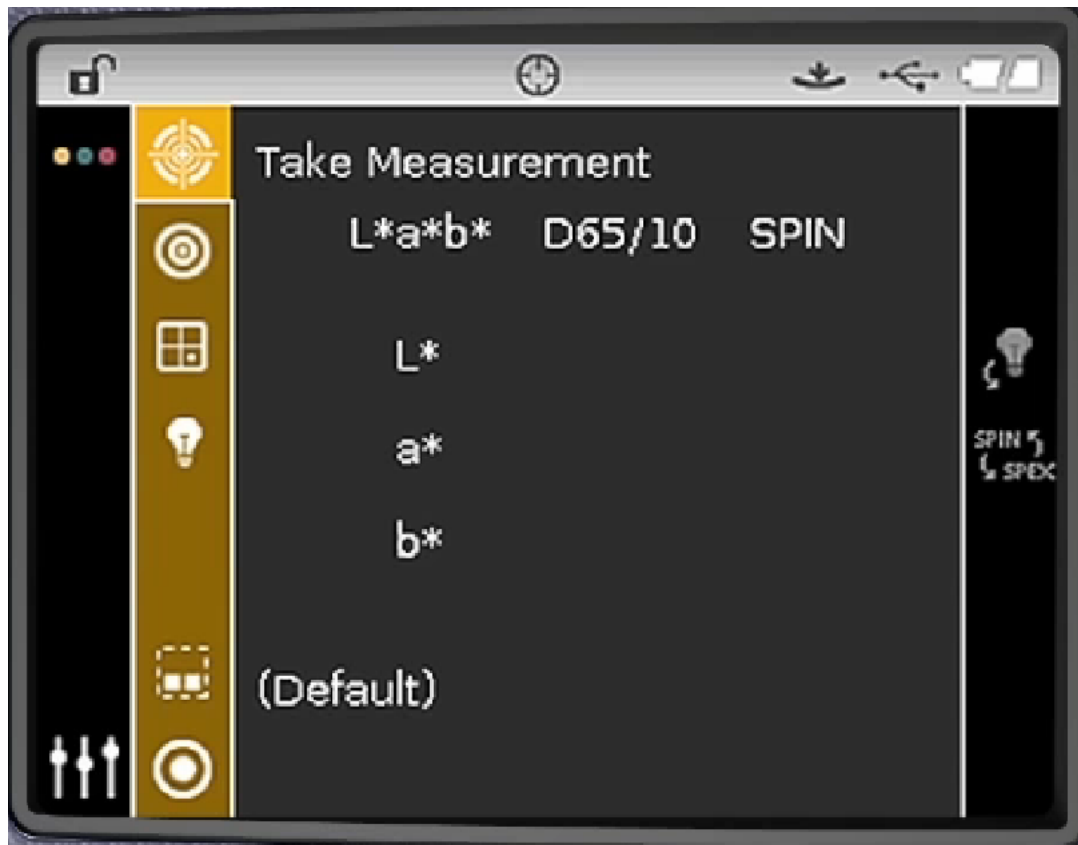 Take Measurement
L*a*b* D65/10 SPIN
L*
a*
b*
(Default)
SPIN
SPEX